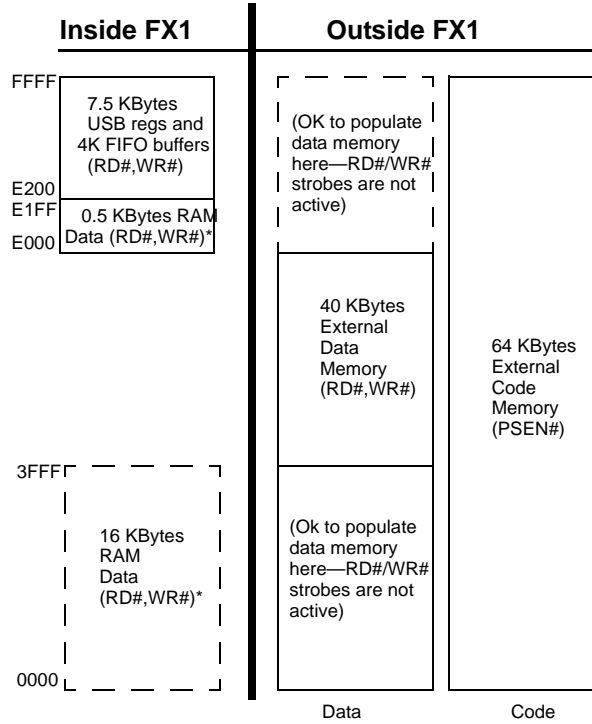 Inside FX1
Outside FX1
FFFF
7.5 KBytes
USB regs and
4K FIFO buffers
(RD#,WR#)
E200
E1FF
0.5 KBytes RAM
Data (RD#,WR#)*
E000
(OK to populate
data memory
here—RD#/WR#
strobes are not
active)
40 KBytes
External
Data
Memory
(RD#,WR#)
64 KBytes
External
Code
Memory
(PSEN#)
3FFF
16 KBytes
RAM
Data
(RD#,WR#)*
(Ok to populate
data memory
here—RD#/WR#
strobes are not
active)
0000
Data
Code